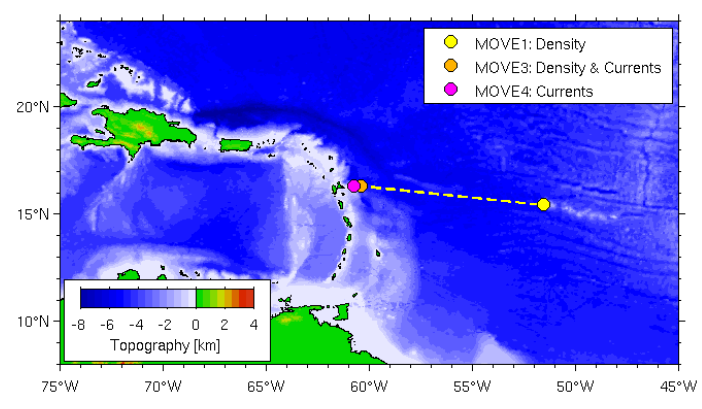 MOVE1: Density
MOVE3: Density & Currents
MOVE4: Currents
20°N
15°N
10°N
-8 -6 -4 -2 0 2 4
Topography [km]
75°W 70°W 65°W 60°W 55°W 50°W 45°W